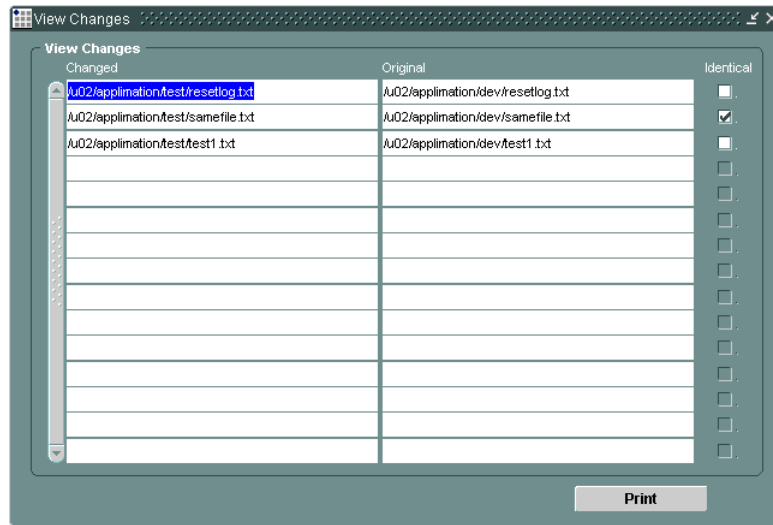 View Changes
View Changes
Changed Original Identical
/u02/applimation/test/resetlog.txt /u02/applimation/dev/resetlog.txt
/u02/applimation/test/samefile.txt /u02/applimation/dev/samefile.txt
/u02/applimation/test/test1.txt /u02/applimation/dev/test1.txt
Print